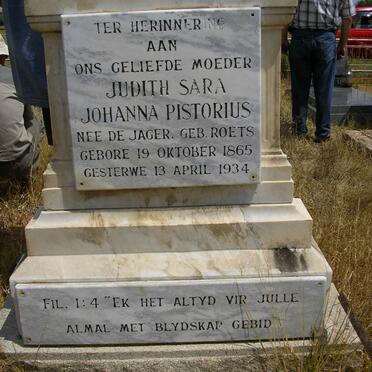 TER HERINNERING
AAN
ONS GELIEFDE MOEDER
JUDITH SARA
JOHANNA PISTORIUS
NEE DE JAGER. GEB. ROETS
GEBORE 19 OKTOBER 1865
GESTERWE 13 APRIL 1934
FIL. 1:4 "EK HET ALTYD VIR JULLE
ALMAL MET BLYDSKAP GEBID"